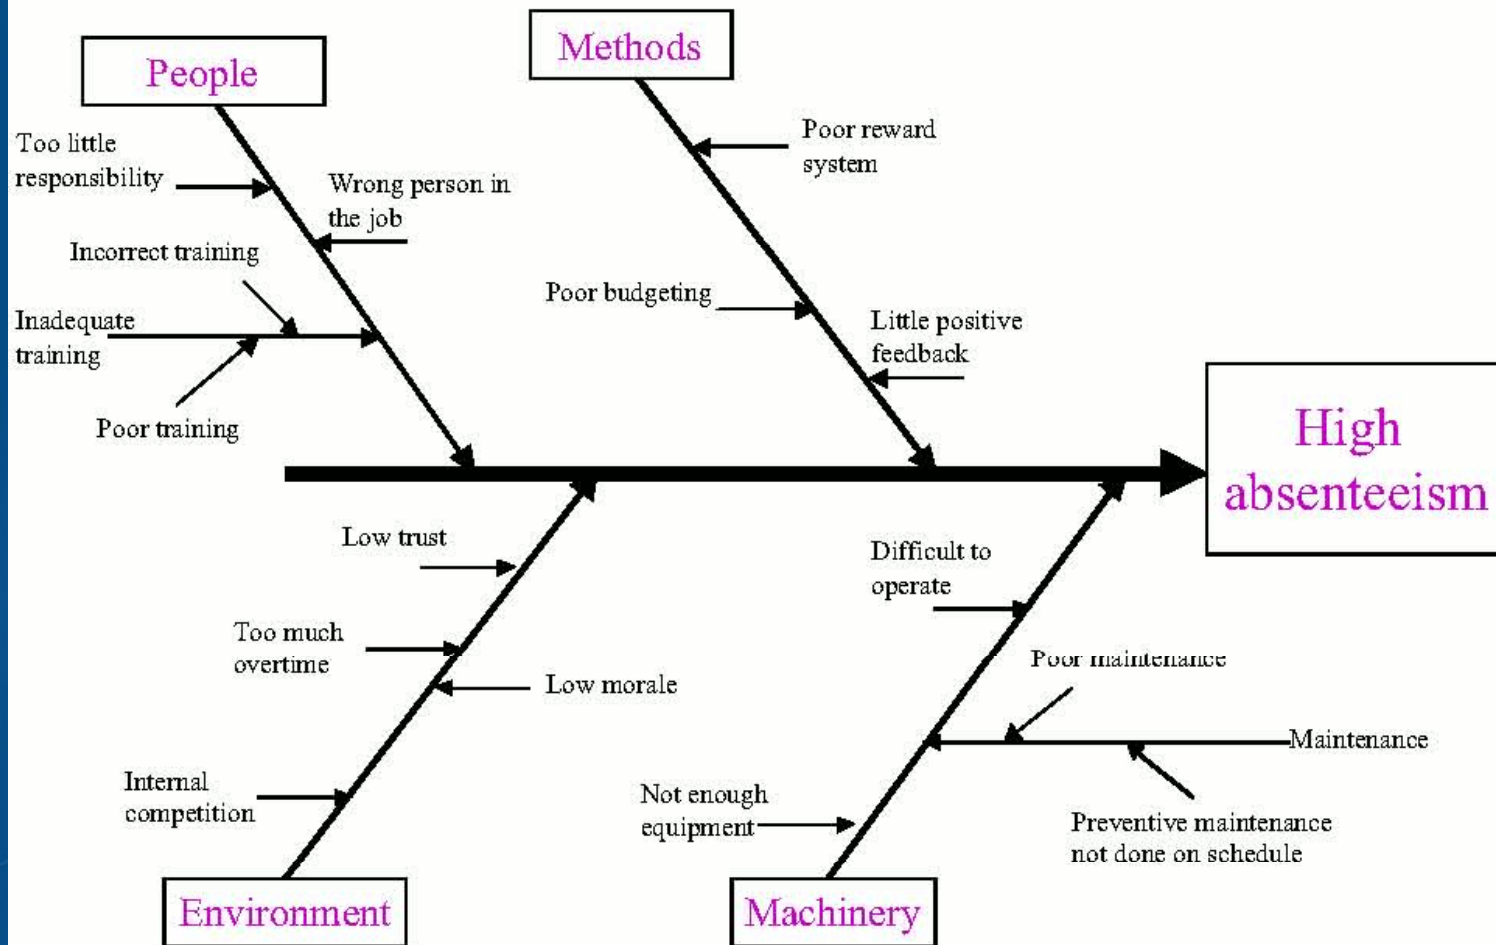 People
Methods
Too little
responsibility
Wrong person in
the job
Incorrect training
Inadequate
training
Poor training
Poor reward
system
Poor budgeting
Little positive
feedback
High
absenteeism
Low trust
Too much
overtime
Low morale
Internal
competition
Environment
Difficult to
operate
Poor maintenance
Maintenance
Not enough
equipment
Preventive maintenance
not done on schedule
Machinery